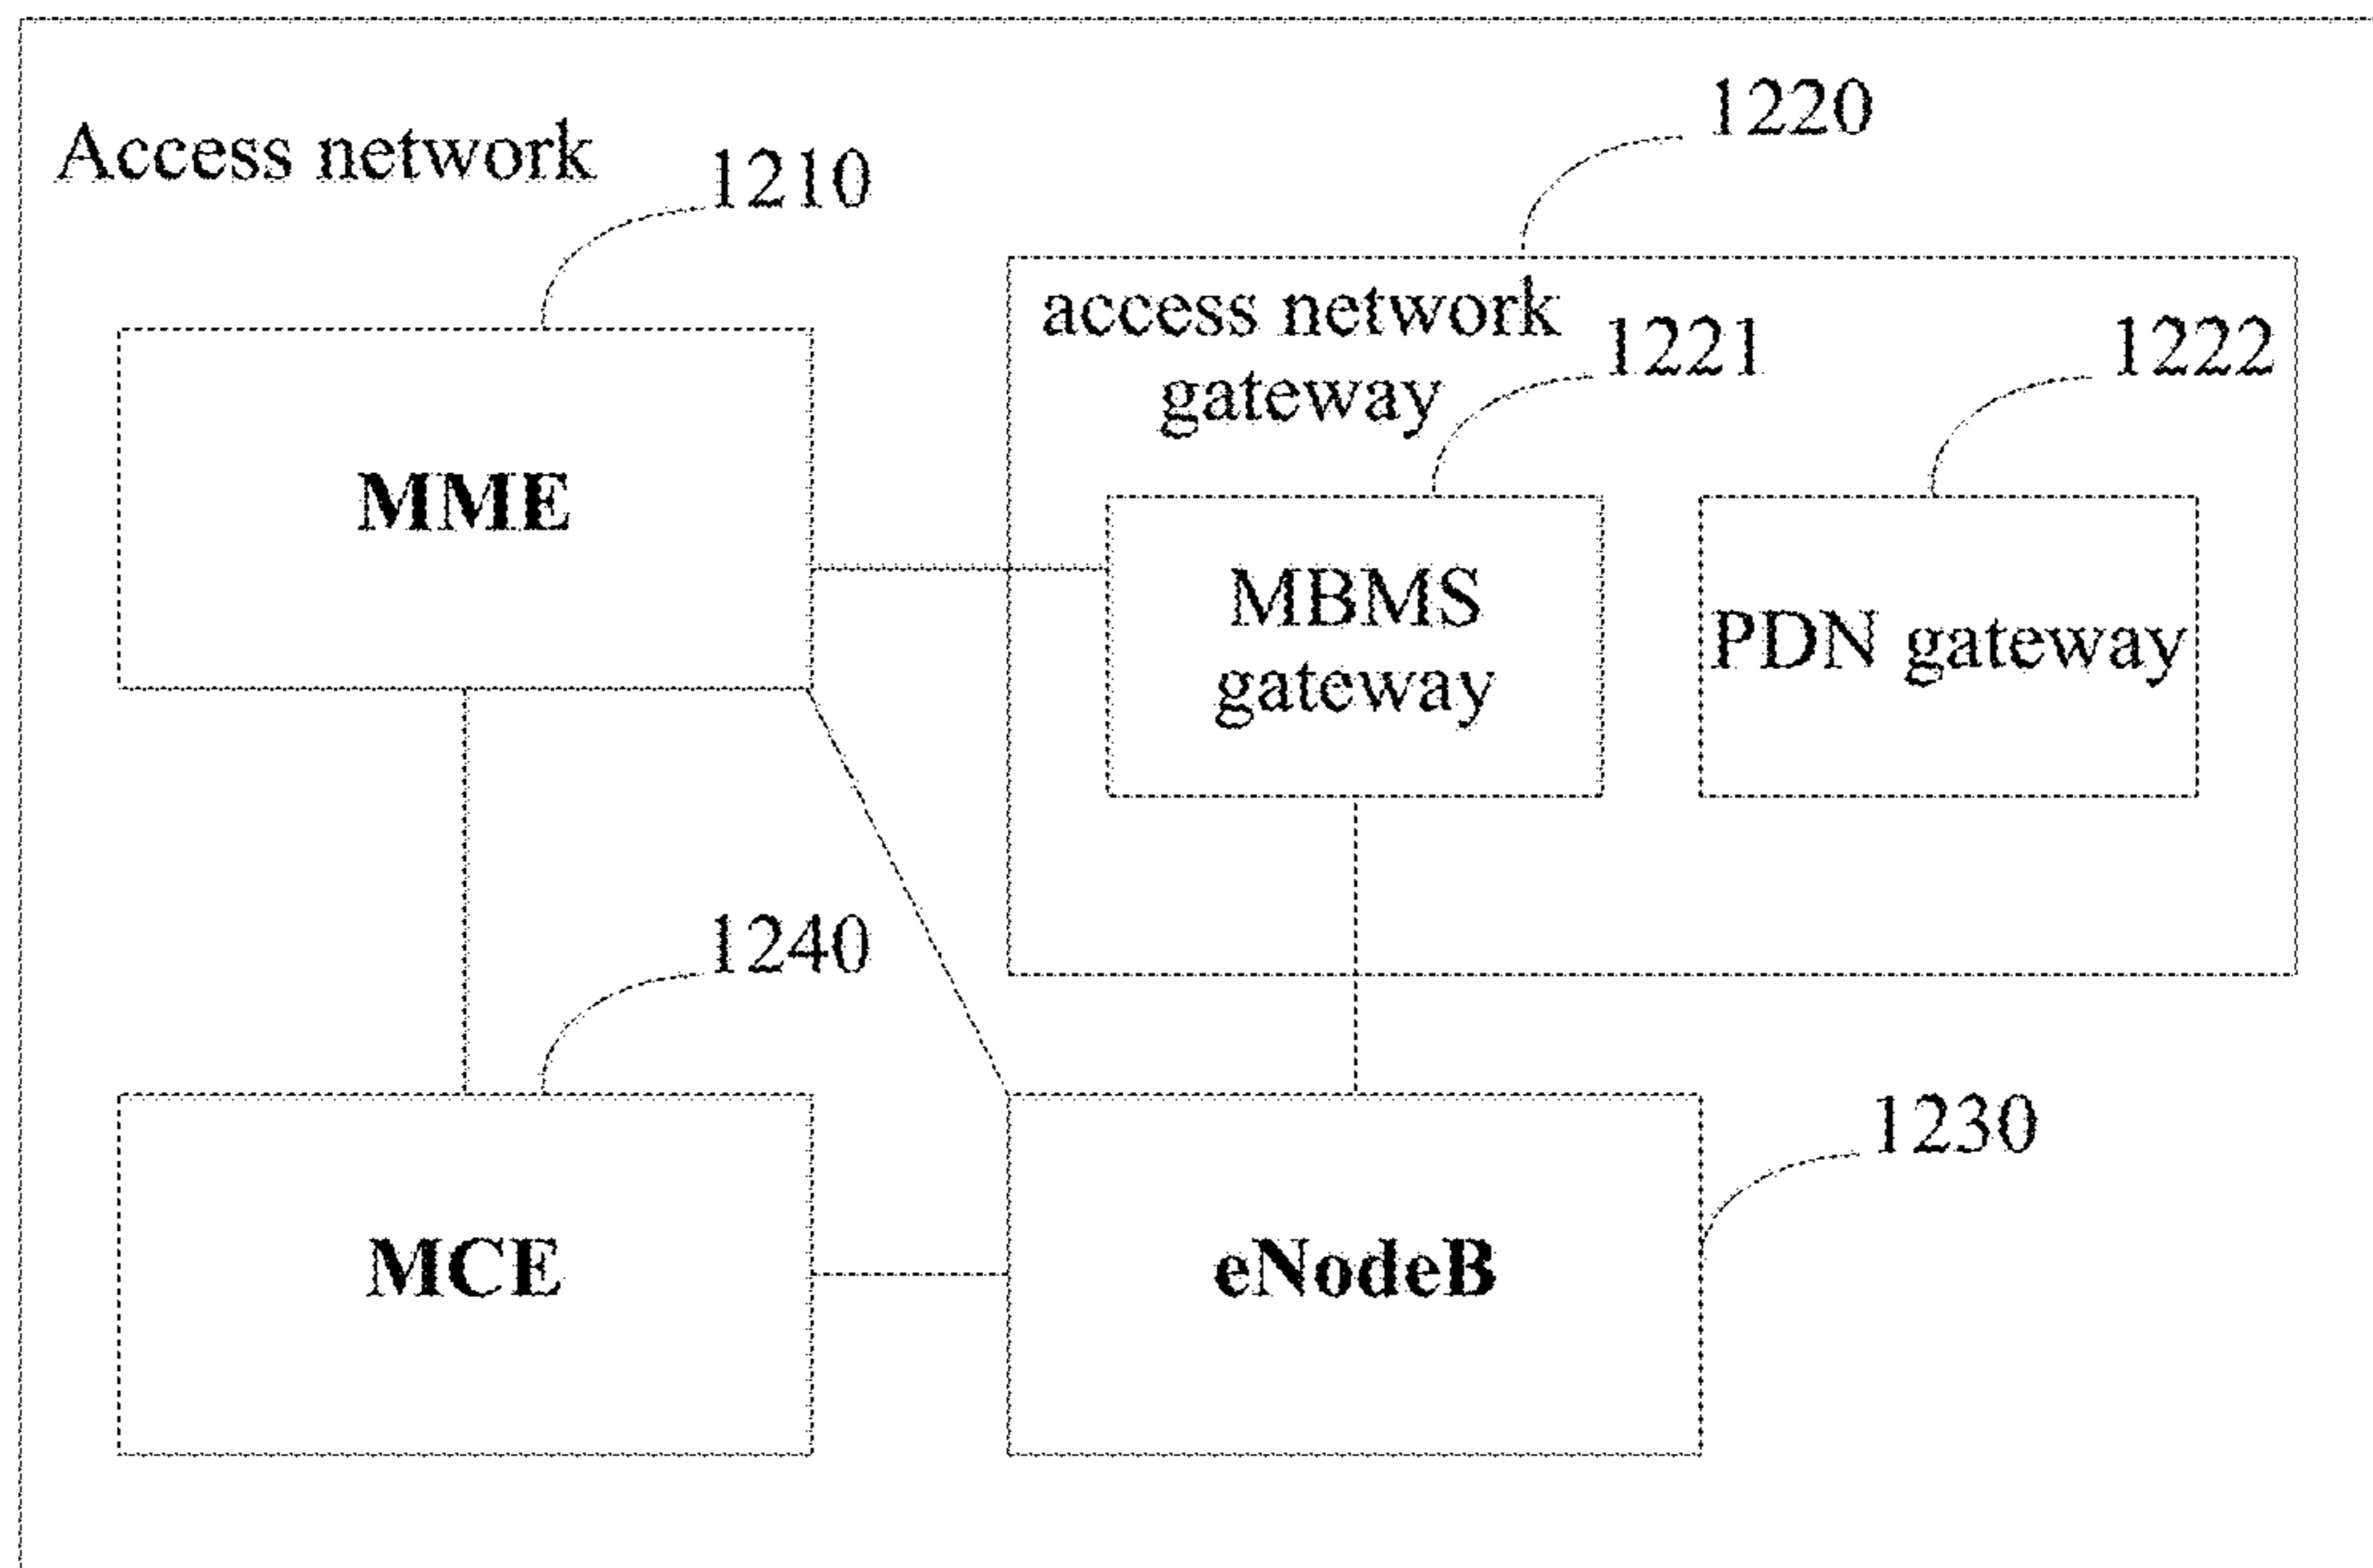 1220
Access network
1210
access network
gateway
1221
1222
MME
MBMS
gateway
PDN gateway
1240
1230
MCE
eNodeB